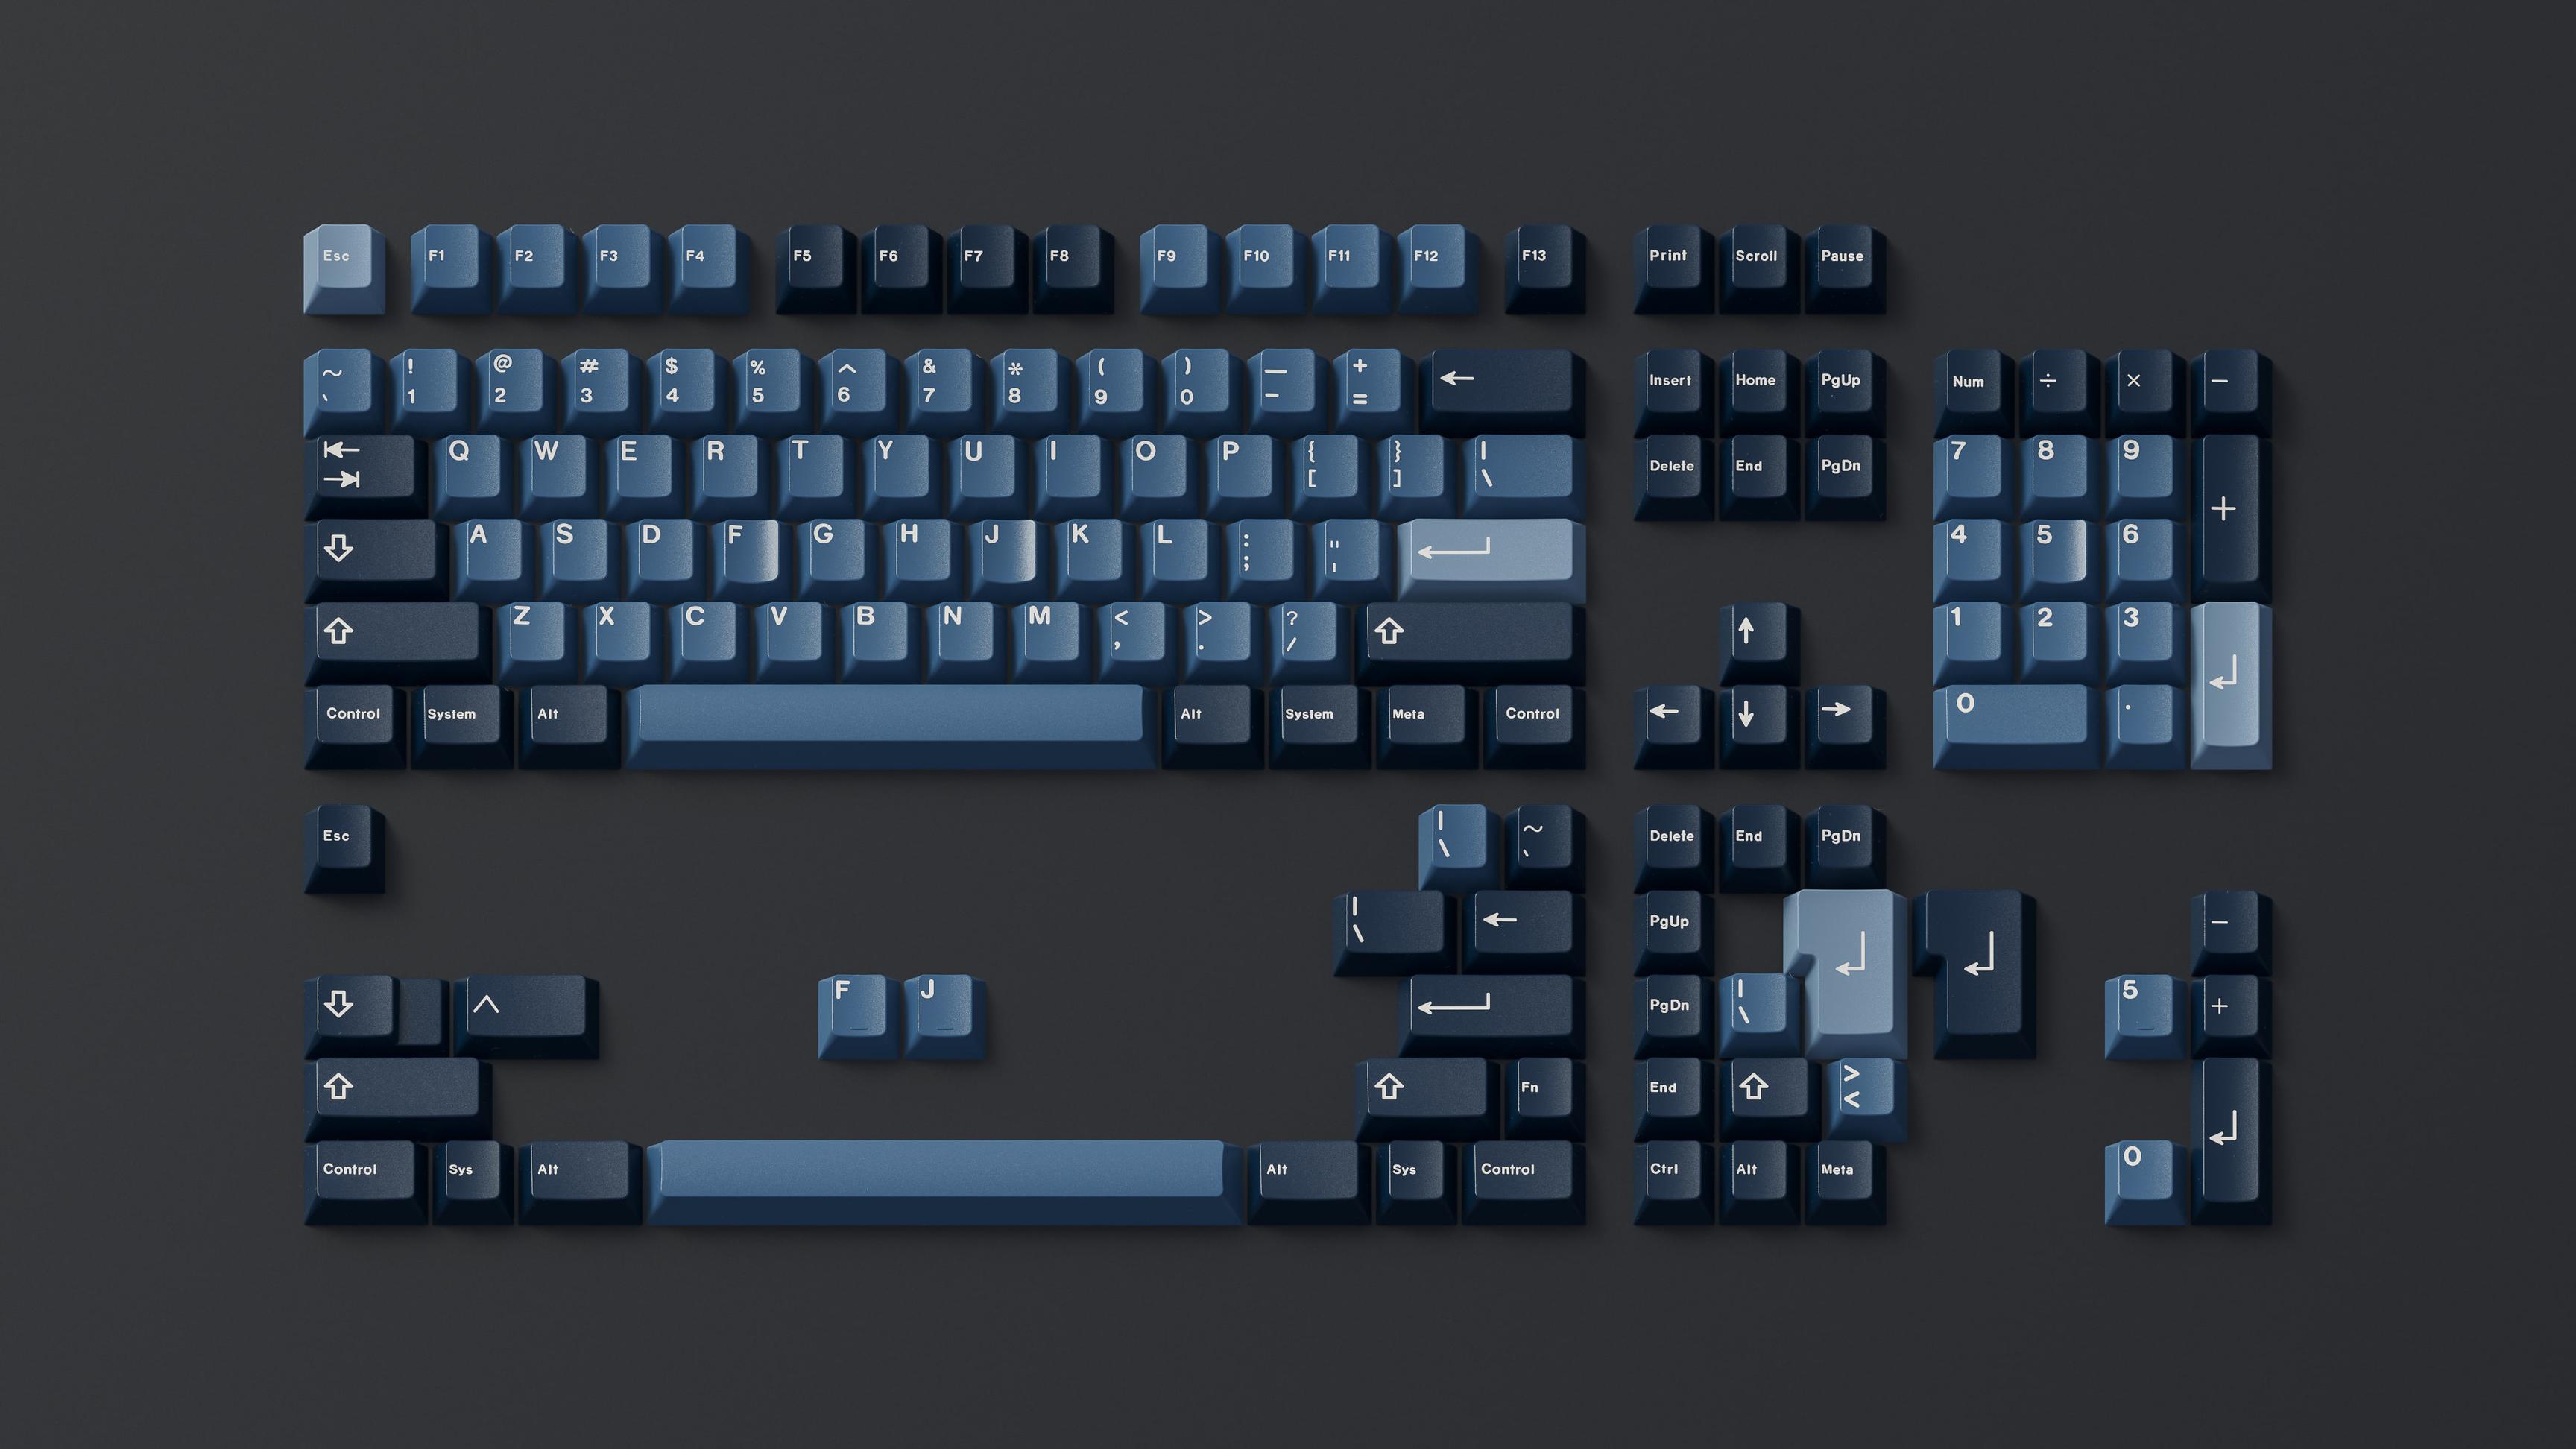 Esc F1 F2 F3 F4 F5 F6 F7 F8 F9 F10 F11 F12 F13 Print Scroll Pause
~ ! @ # $ % ^ & * ( ) — +
` 1 2 3 4 5 6 7 8 9 0 - = ← Insert Home PgUp Num ÷ × −
⇤ Q W E R T Y U I O P { } | 7 8 9
⇥ [ ] \ Delete End PgDn +
⇩ A S D F G H J K L : " ↵ 4 5 6
; '
⇧ Z X C V B N M < > ? ⇧ ↑ 1 2 3 ↵
, . /
Control System Alt Alt System Meta Control ← ↓ → 0 .
Esc | ~ Delete End PgDn
\ `
| ← PgUp ↵ ↵ −
\
⇩ ^ F J ↵ PgDn | 5 +
_ _ \ _
⇧ ⇧ Fn End ⇧ > ↵
<
Control Sys Alt Alt Sys Control Ctrl Alt Meta 0